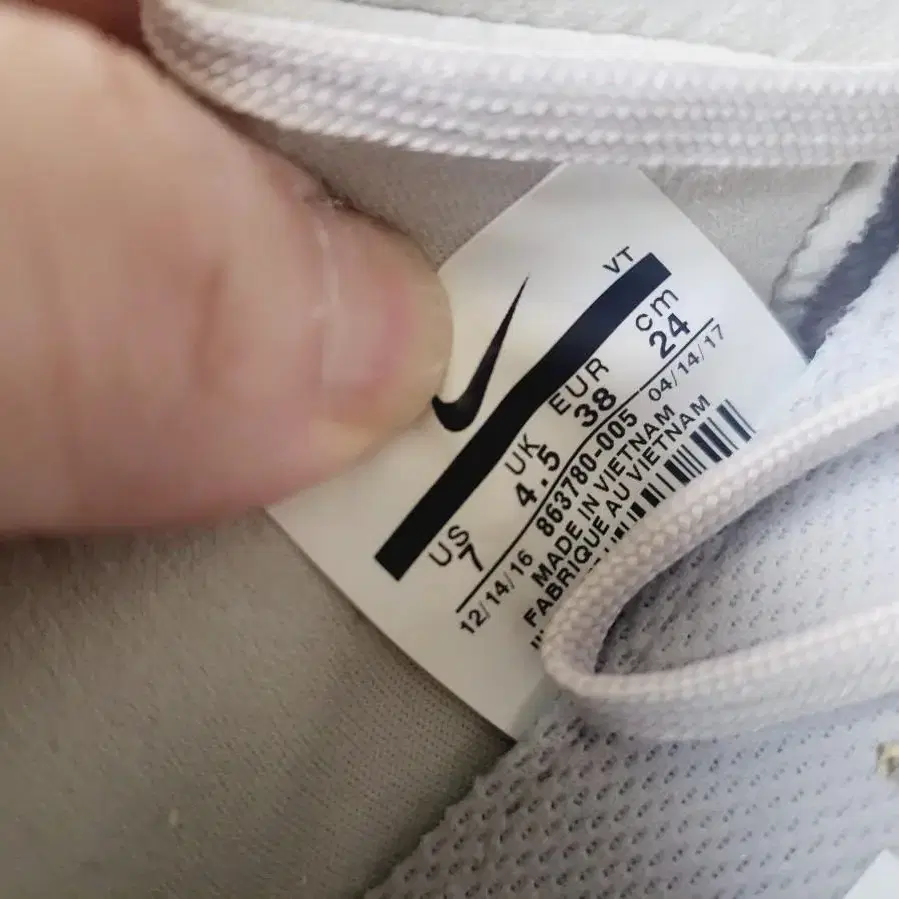 VT
US UK EUR cm
7 4.5 38 24
12/14/16 863780-005 04/14/17
MADE IN VIETNAM
FABRIQUE AU VIETNAM